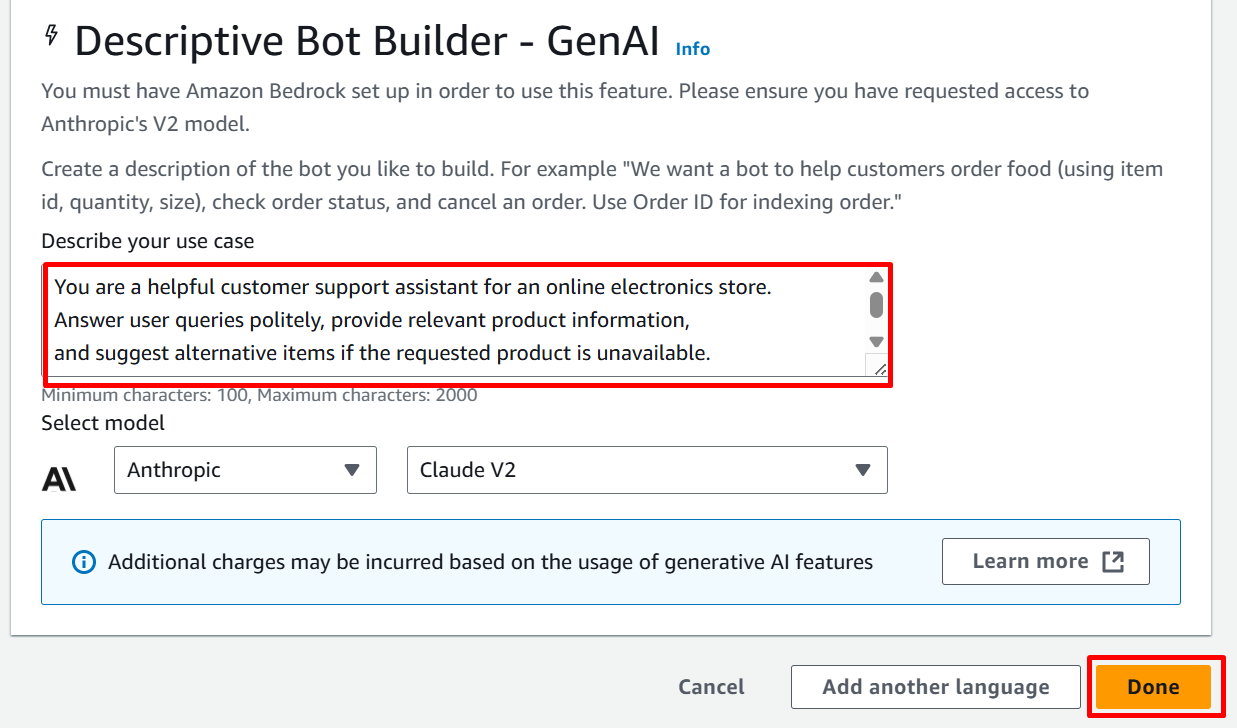 Descriptive Bot Builder - GenAI Info
You must have Amazon Bedrock set up in order to use this feature. Please ensure you have requested access to
Anthropic's V2 model.
Create a description of the bot you like to build. For example "We want a bot to help customers order food (using item
id, quantity, size), check order status, and cancel an order. Use Order ID for indexing order."
Describe your use case
You are a helpful customer support assistant for an online electronics store.
Answer user queries politely, provide relevant product information,
and suggest alternative items if the requested product is unavailable.
Minimum characters: 100, Maximum characters: 2000
Select model
A\ Anthropic Claude V2
Additional charges may be incurred based on the usage of generative AI features Learn more
Cancel Add another language Done